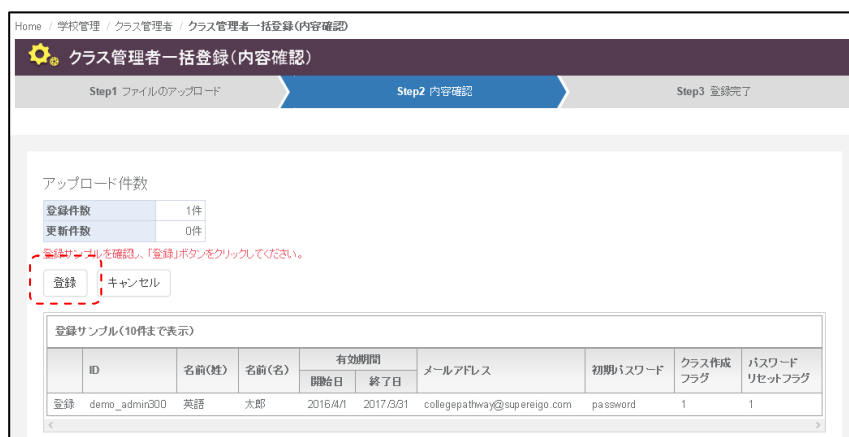 Home / 学校管理 / クラス管理者 / クラス管理者一括登録(内容確認)
クラス管理者一括登録(内容確認)
Step1 ファイルのアップロード Step2 内容確認 Step3 登録完了
アップロード件数
登録件数 1件
更新件数 0件
登録サンプルを確認し、「登録」ボタンをクリックしてください。
登録 キャンセル
登録サンプル(10件まで表示)
ID 名前(姓) 名前(名) 有効期間 開始日 終了日 メールアドレス 初期パスワード クラス作成フラグ パスワードリセットフラグ
登録 demo_admin300 英語 太郎 2016/4/1 2017/3/31 collegepathway@supereigo.com password 1 1